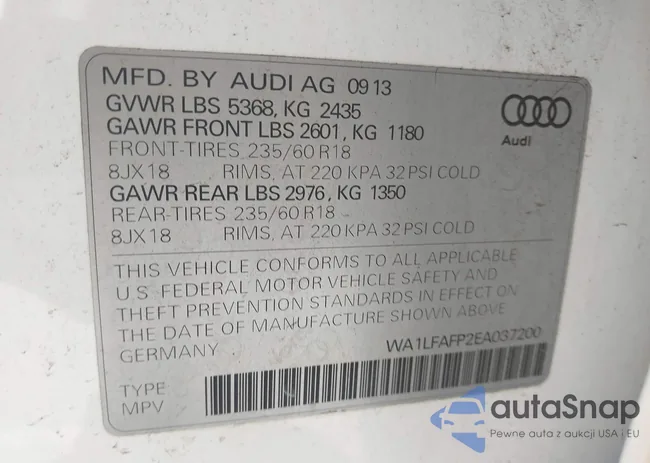 MFD. BY AUDI AG 09 13
GVWR LBS 5368, KG 2435
GAWR FRONT LBS 2601, KG 1180
FRONT-TIRES 235/60 R18
8JX18 RIMS, AT 220 KPA 32 PSI COLD
GAWR REAR LBS 2976, KG 1350
REAR-TIRES 235/60 R18
8JX18 RIMS, AT 220 KPA 32 PSI COLD
Audi
THIS VEHICLE CONFORMS TO ALL APPLICABLE
U S FEDERAL MOTOR VEHICLE SAFETY AND
THEFT PREVENTION STANDARDS IN EFFECT ON
THE DATE OF MANUFACTURE SHOWN ABOVE
GERMANY
WA1LFAFP2EA037200
TYPE
MPV
autaSnap
Pewne auta z aukcji USA i EU